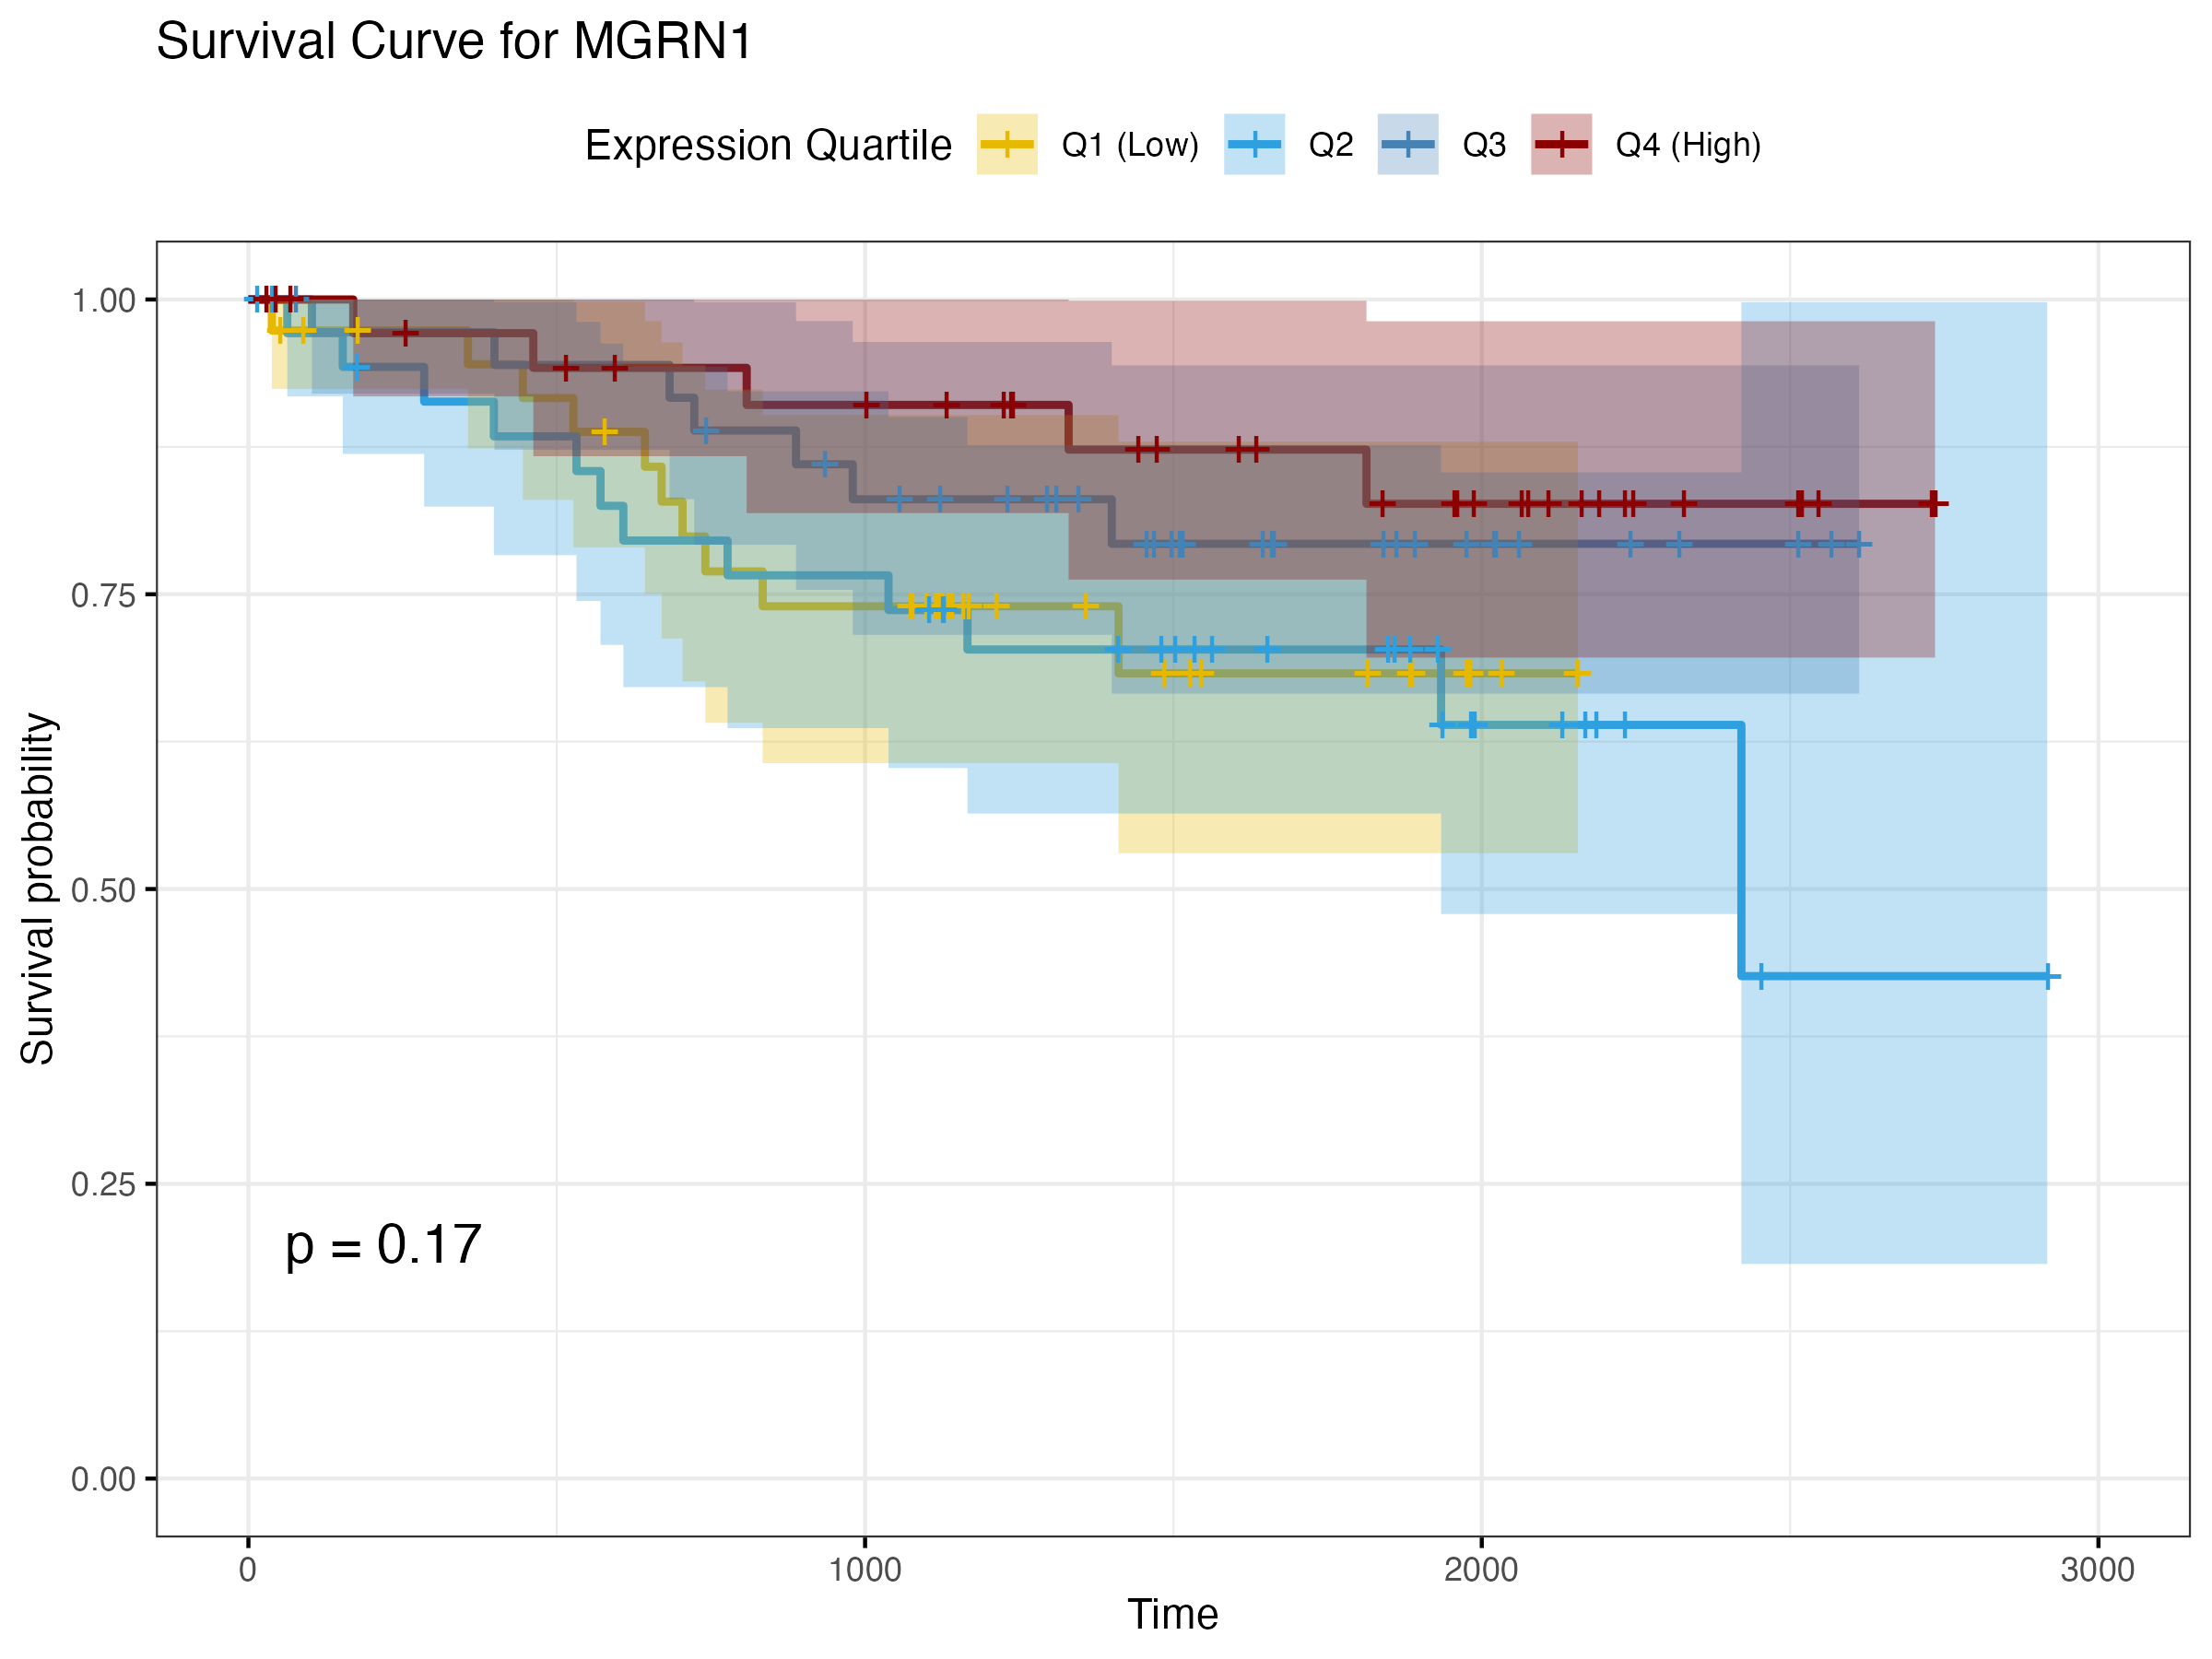 Survival Curve for MGRN1
Expression Quartile Q1 (Low) Q2 Q3 Q4 (High)
1.00
0.75
0.50
0.25
0.00
Survival probability
p = 0.17
0 1000 2000 3000
Time